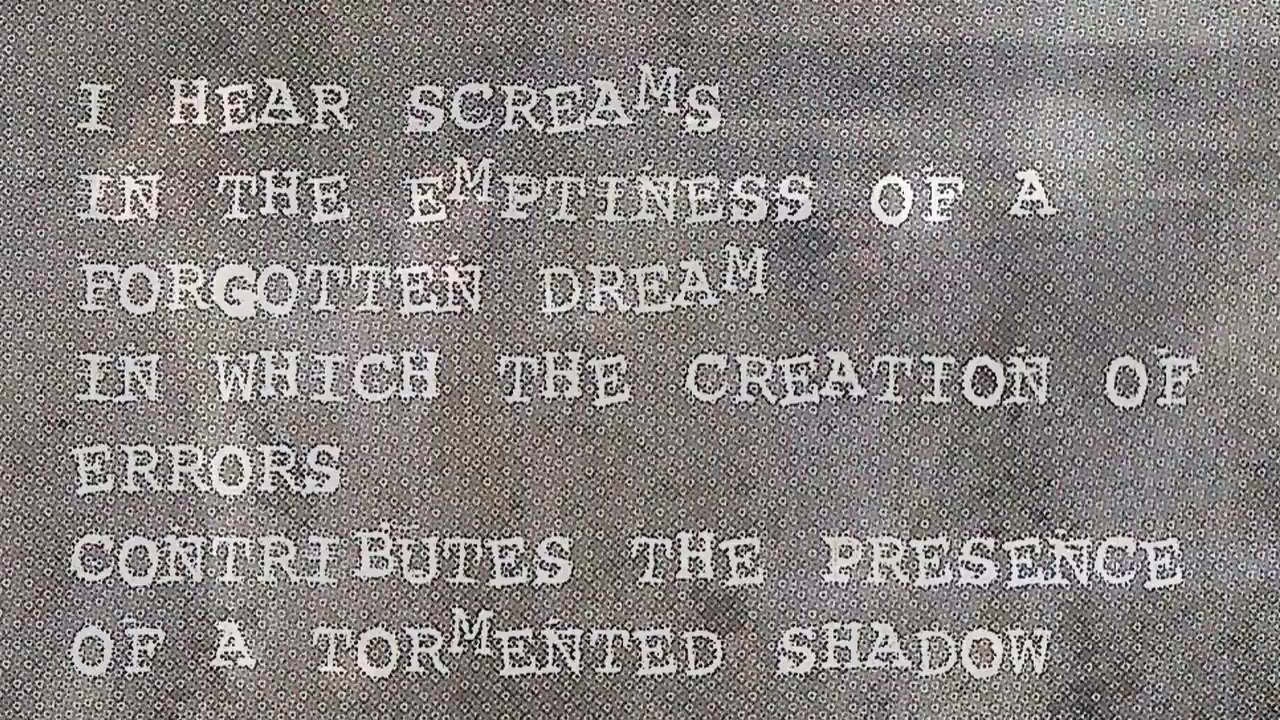 I HEAR SCREAMS
IN THE EMPTINESS OF A
FORGOTTEN DREAM
IN WHICH THE CREATION OF
ERRORS
CONTRIBUTES THE PRESENCE
OF A TORMENTED SHADOW